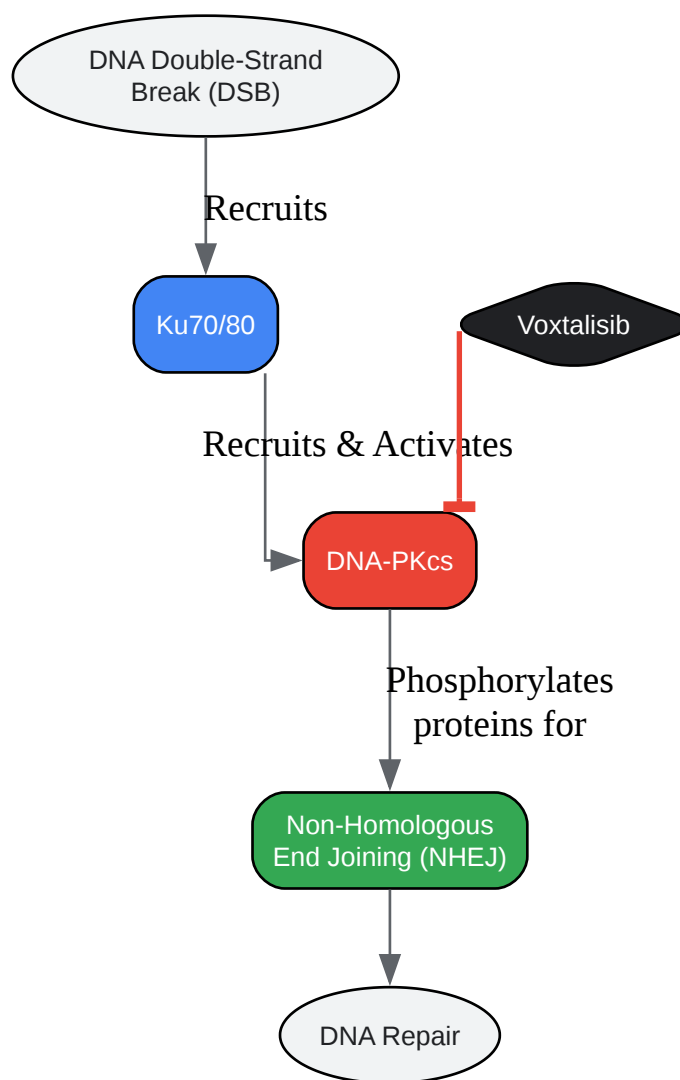 DNA Double-Strand
Break (DSB)
Recruits
Ku70/80
Voxtalisib
Recruits & Activates
DNA-PKcs
Phosphorylates
proteins for
Non-Homologous
End Joining (NHEJ)
DNA Repair